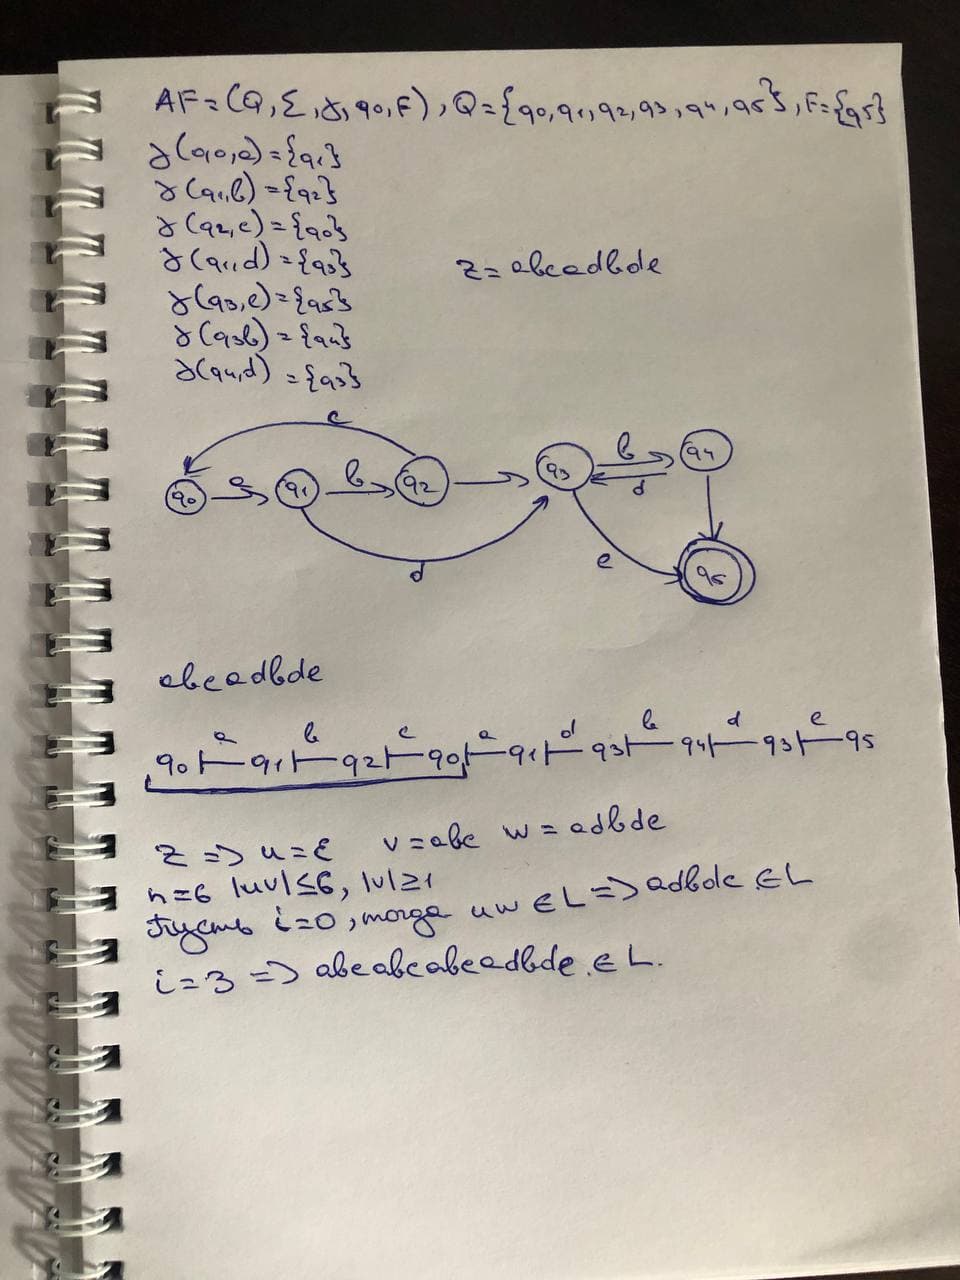 AF = (Q, Σ, γ, q0, F), Q = {q0, q1, q2, q3, q4, q5}, F = {q5}
γ(q0, a) = {q1}
γ(q1, b) = {q2}
γ(q2, c) = {q0}
γ(q1, d) = {q3}
z = abcadbde
γ(q3, e) = {q5}
γ(q3 b) = {q4}
γ(q4, d) = {q3}
c
q0 a q1 b q2 q3 b q4
d
d e q5
abcadbde
a b c a d b d e
q0 ⊢ q1 ⊢ q2 ⊢ q0 ⊢ q1 ⊢ q3 ⊢ q4 ⊢ q3 ⊢ q5
z => u = ε v = abc w = adbde
n = 6 |uv| ≤ 6, |v| ≥ 1
Пусть i = 0, тогда uw ∈ L => adbde ∈ L
i = 3 => abcabcabcadbde ∈ L.